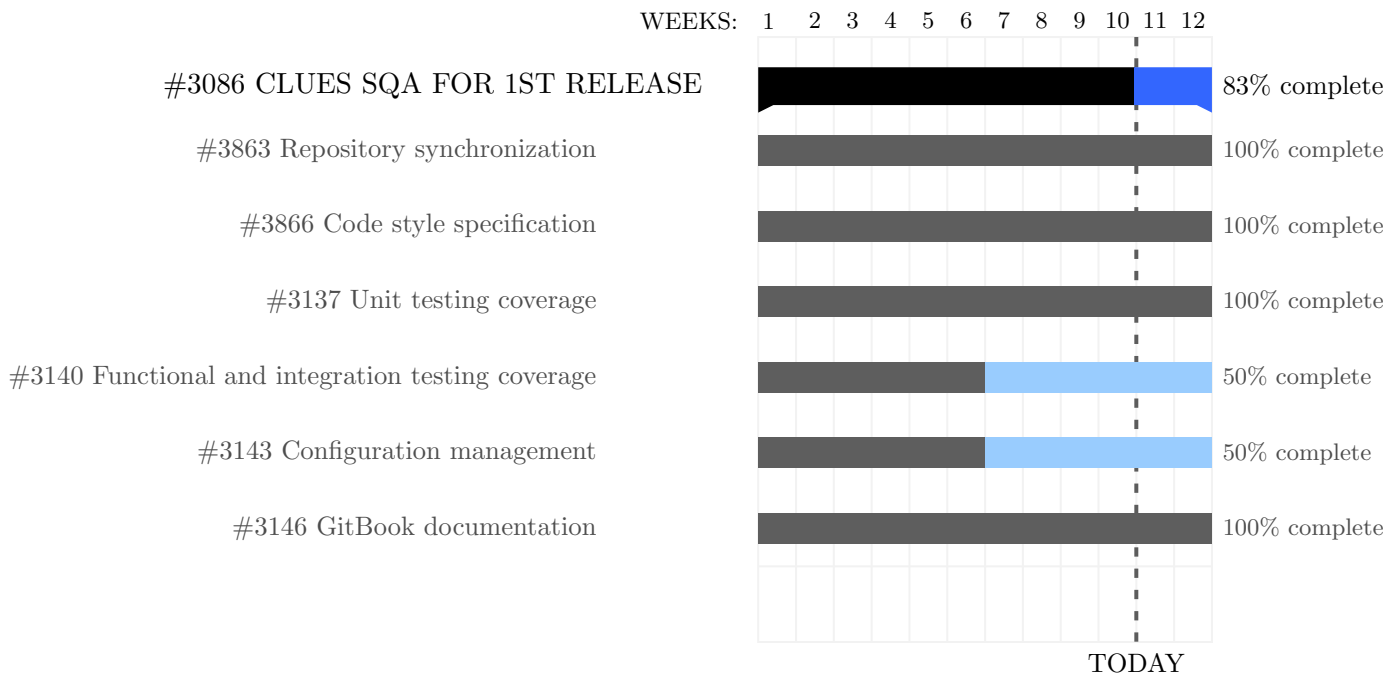 WEEKS: 1 2 3 4 5 6 7 8 9 10 11 12
#3086 CLUES SQA FOR 1ST RELEASE 83% complete
#3863 Repository synchronization 100% complete
#3866 Code style specification 100% complete
#3137 Unit testing coverage 100% complete
#3140 Functional and integration testing coverage 50% complete
#3143 Configuration management 50% complete
#3146 GitBook documentation 100% complete
TODAY